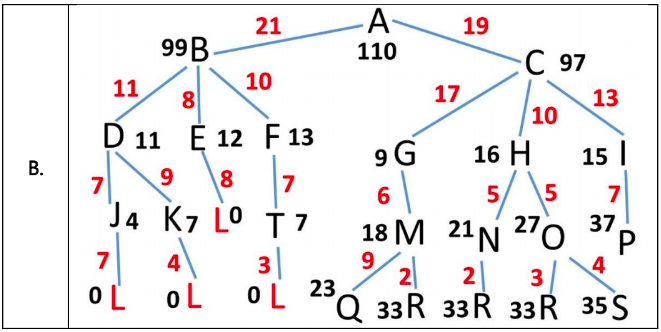 21 A 19
99 B 110 C 97
11 8 10 17 10 13
D 11 E 12 F 13 9 G 16 H 15 I
B.
7 9 8 7 6 5 5 7
J 4 K 7 L 0 T 7 18 M 21 N 27 O 37 P
7 4 3 9 2 2 3 4
0 L 0 L 0 L 23 Q 33 R 33 R 33 R 35 S